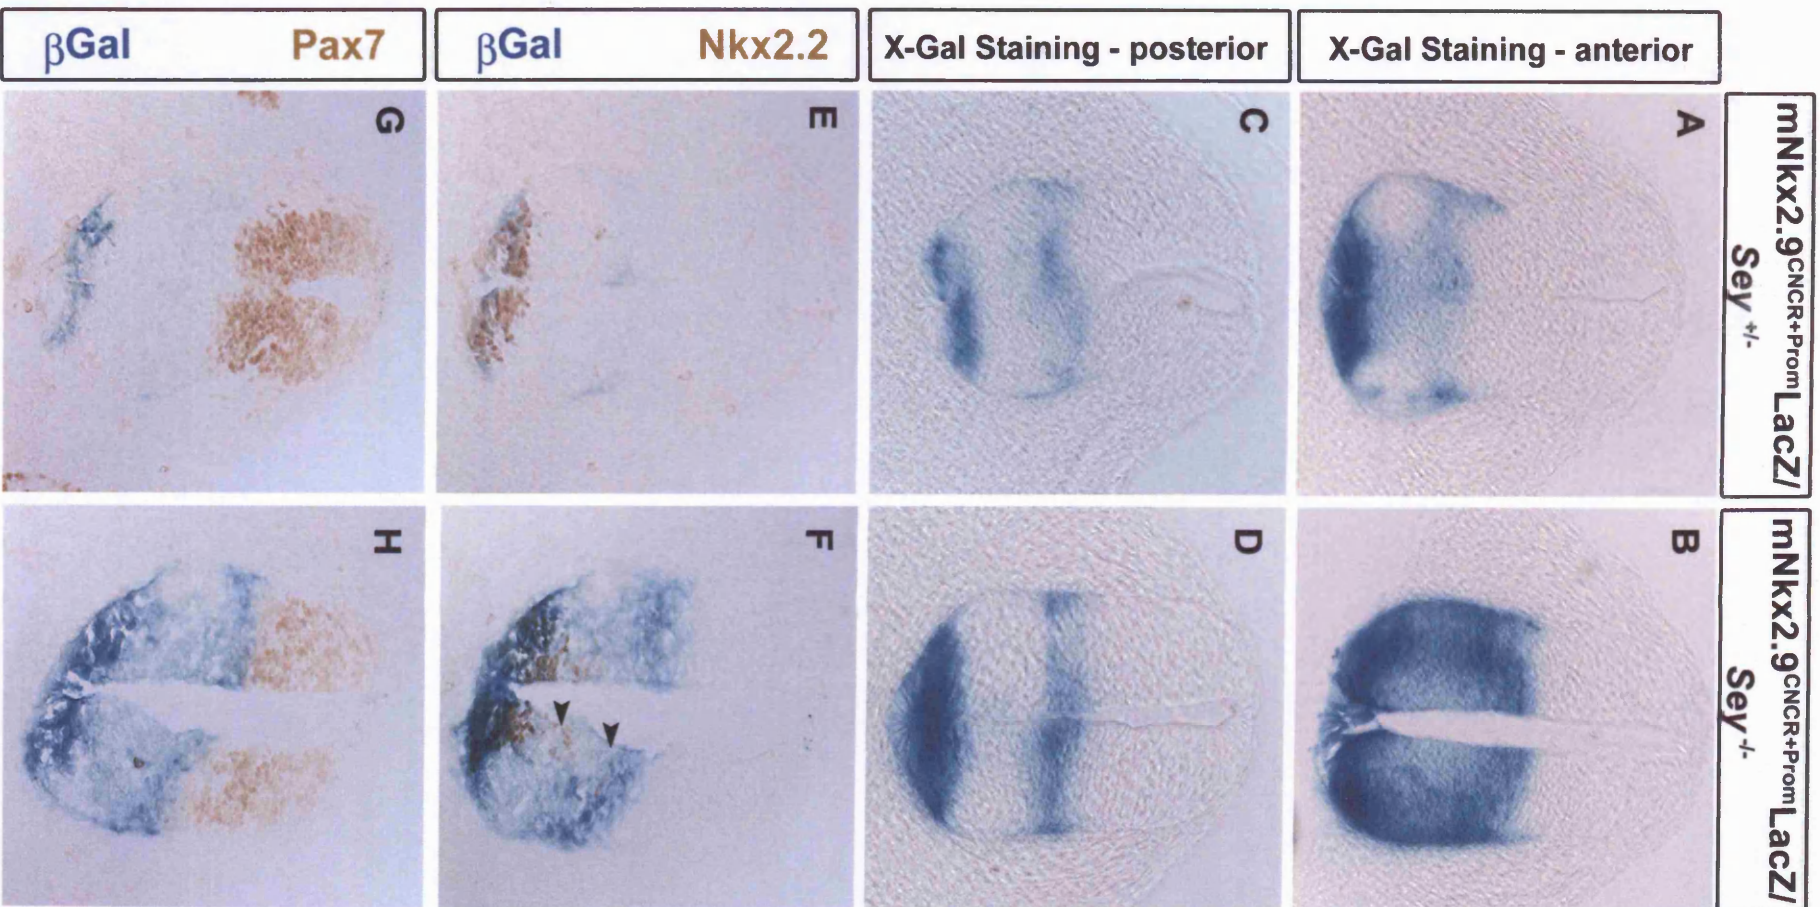 βGal Pax7
βGal Nkx2.2
X-Gal Staining - posterior
X-Gal Staining - anterior
mNkx2.9CNCR+PromLacZ/
Sey +/-
mNkx2.9CNCR+PromLacZ/
Sey-/-
G
E
C
A
H
F
D
B